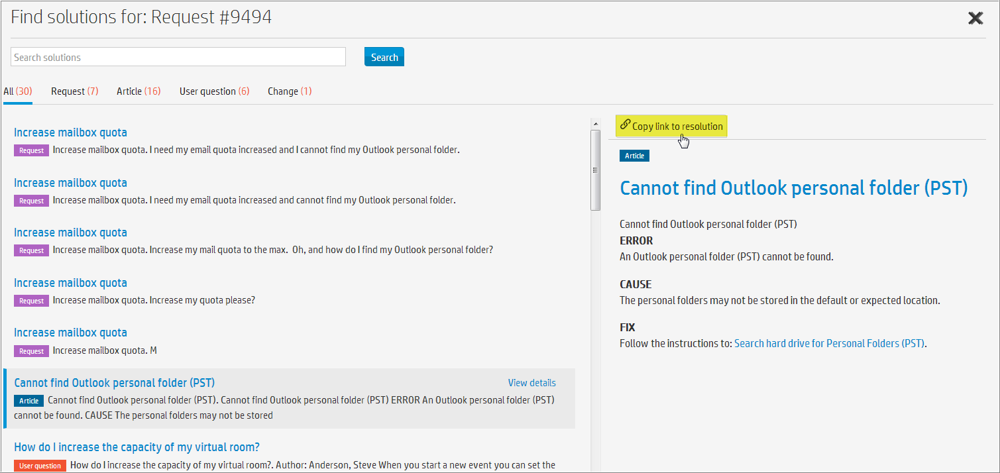 Find solutions for: Request #9494
Search solutions
Search
All (30) Request (7) Article (16) User question (6) Change (1)
Increase mailbox quota
Request Increase mailbox quota. I need my email quota increased and I cannot find my Outlook personal folder.
Increase mailbox quota
Request Increase mailbox quota. I need my email quota increased and cannot find my Outlook personal folder.
Increase mailbox quota
Request Increase mailbox quota. Increase my mail quota to the max.  Oh, and how do I find my Outlook personal folder?
Increase mailbox quota
Request Increase mailbox quota. Increase my quota please?
Increase mailbox quota
Request Increase mailbox quota. M
Cannot find Outlook personal folder (PST) View details
Article Cannot find Outlook personal folder (PST). Cannot find Outlook personal folder (PST) ERROR An Outlook personal folder (PST)
cannot be found. CAUSE The personal folders may not be stored
How do I increase the capacity of my virtual room?
User question How do I increase the capacity of my virtual room?. Author: Anderson, Steve When you start a new event you can set the
Copy link to resolution
Article
Cannot find Outlook personal folder (PST)
Cannot find Outlook personal folder (PST)
ERROR
An Outlook personal folder (PST) cannot be found.
CAUSE
The personal folders may not be stored in the default or expected location.
FIX
Follow the instructions to: Search hard drive for Personal Folders (PST).